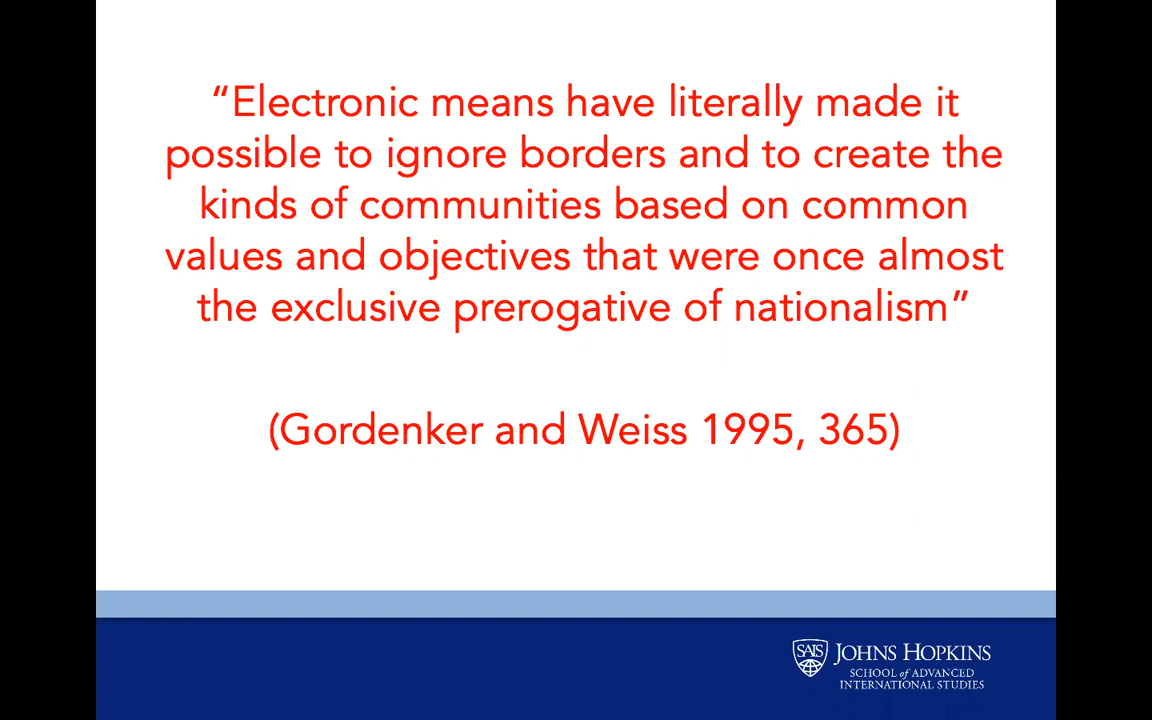 “Electronic means have literally made it
possible to ignore borders and to create the
kinds of communities based on common
values and objectives that were once almost
the exclusive prerogative of nationalism”
(Gordenker and Weiss 1995, 365)
SAIS
JOHNS HOPKINS
SCHOOL of ADVANCED
INTERNATIONAL STUDIES